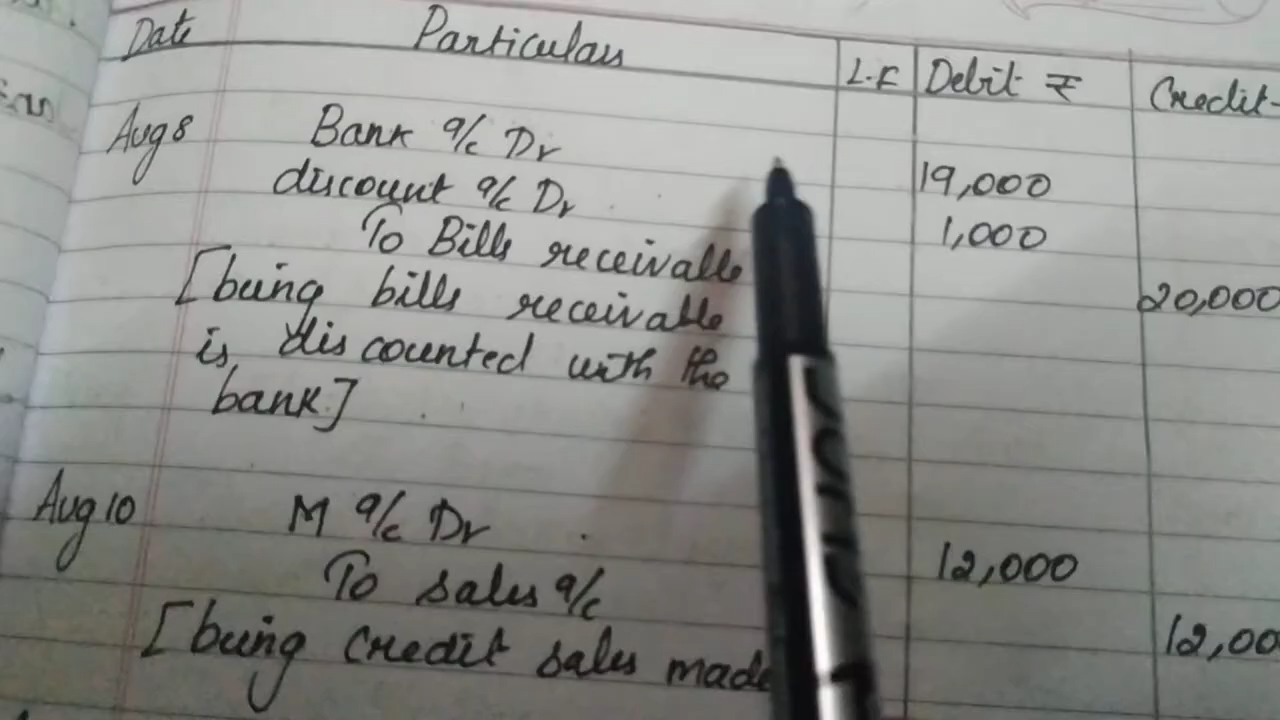 Date Particulars L.F Debit ₹ Credit
Aug 8 Bank a/c Dr 19,000
discount a/c Dr 1,000
To Bills receivable 20,000
[being bills receivable
is discounted with the
bank]
Aug 10 M a/c Dr 12,000
To sales a/c 12,00
[being credit sales made